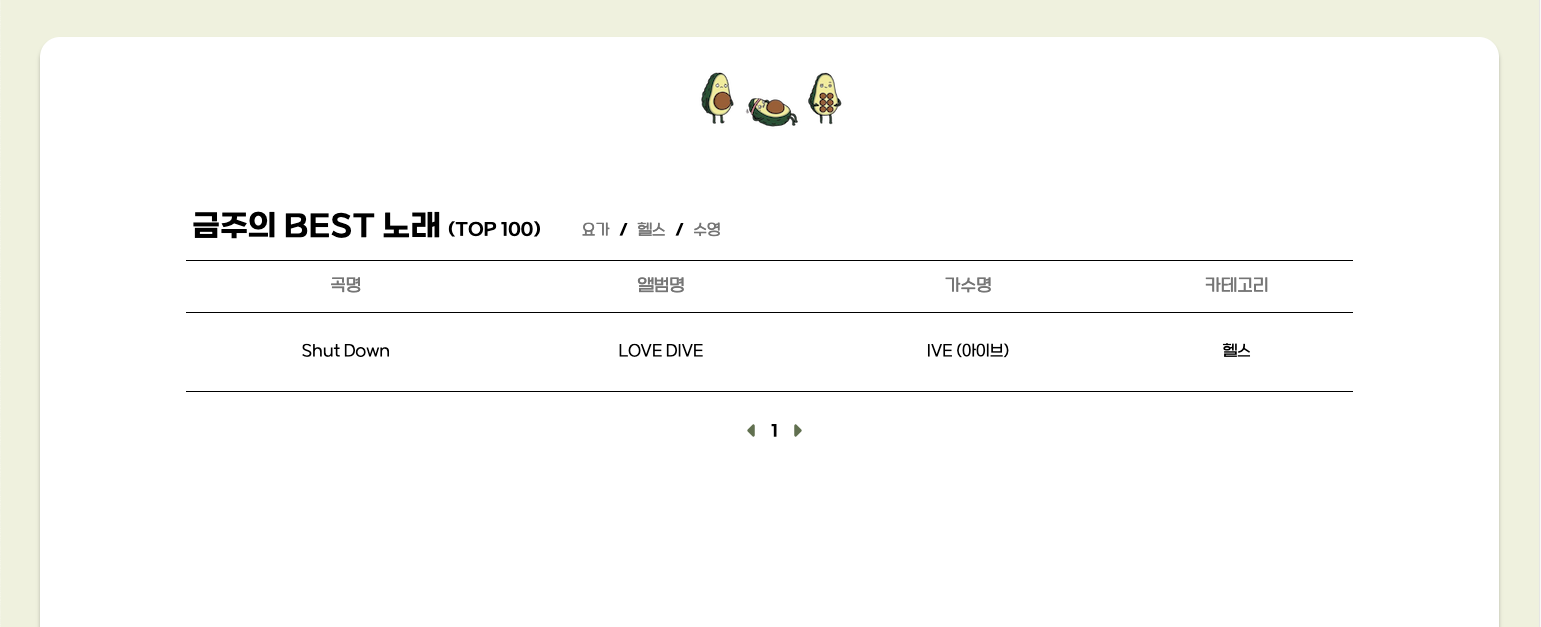 금주의 BEST 노래 (TOP 100) 요가 / 헬스 / 수영
곡명 앨범명 가수명 카테고리
Shut Down LOVE DIVE IVE (아이브) 헬스
1